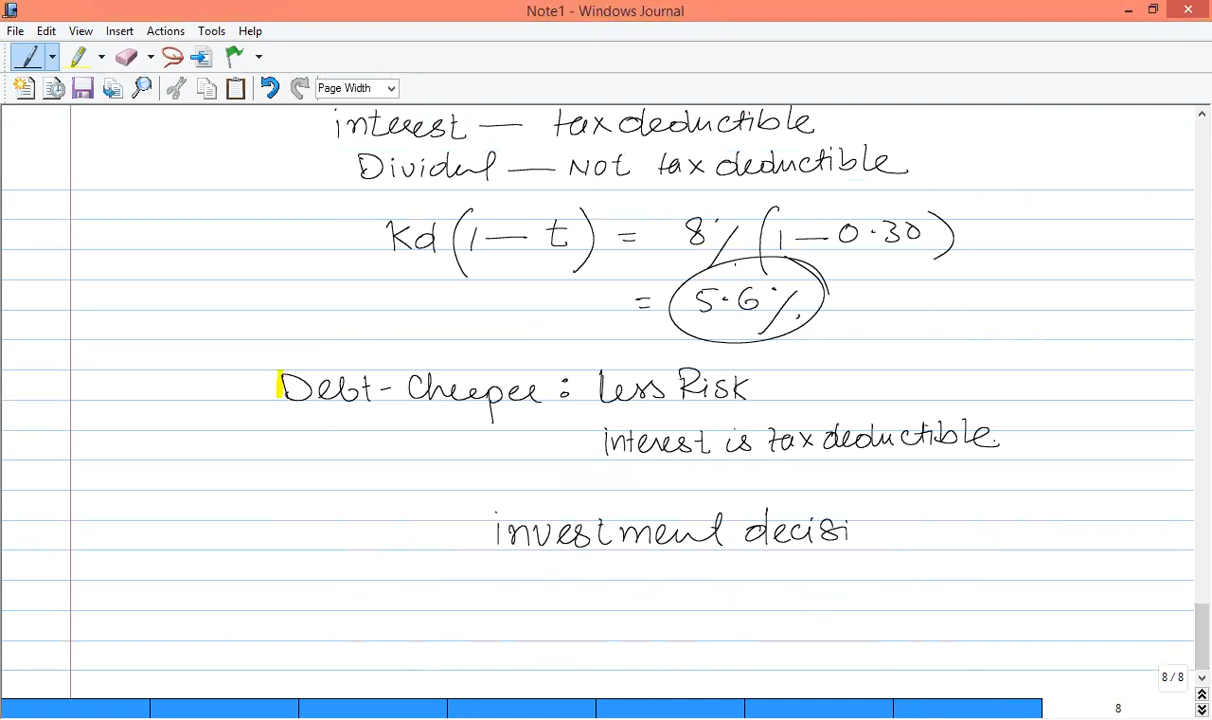 Note1 - Windows Journal
File Edit View Insert Actions Tools Help
Page Width
interest — tax deductible
Dividend — Not tax deductible
Kd (1 — t) = 8% (1 — 0.30)
= 5.6%
Debt - Cheeper : less Risk
interest is tax deductible.
investment decisi
8 / 8
8